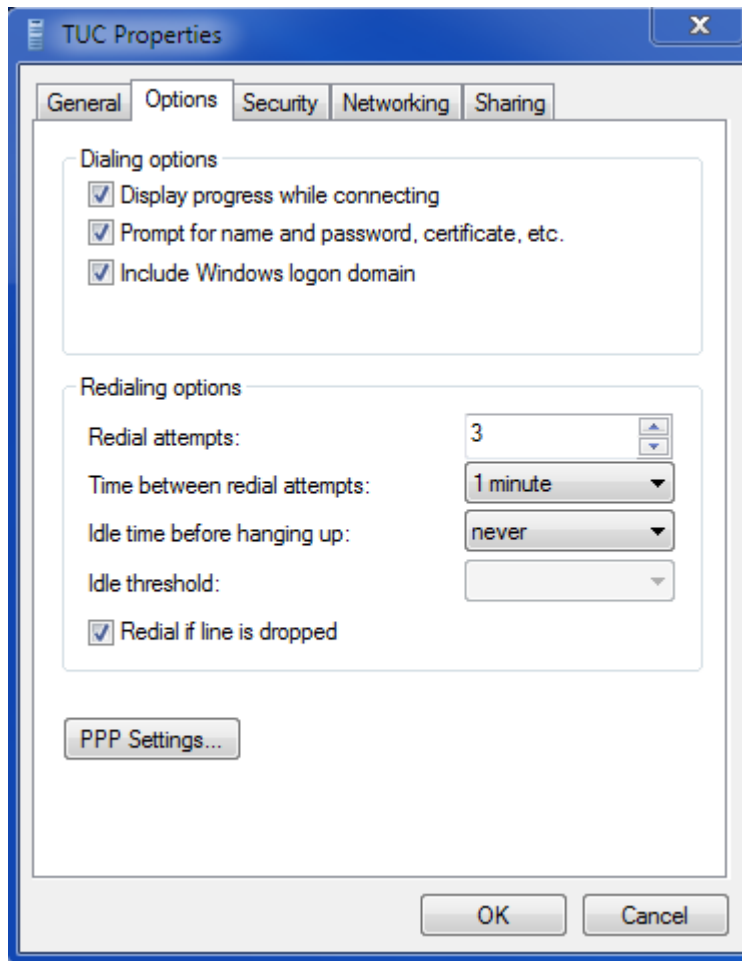 TUC Properties
General Options Security Networking Sharing
Dialing options
Display progress while connecting
Prompt for name and password, certificate, etc.
Include Windows logon domain
Redialing options
Redial attempts: 3
Time between redial attempts: 1 minute
Idle time before hanging up: never
Idle threshold:
Redial if line is dropped
PPP Settings...
OK Cancel